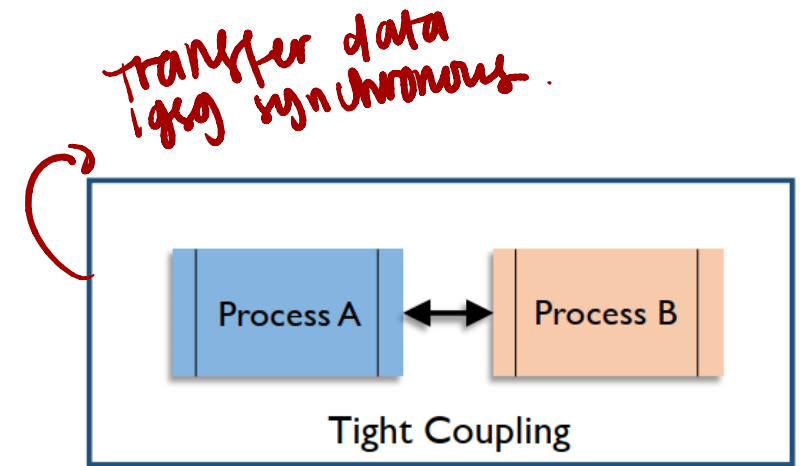 Transfer data
synchronous.
Process A
Process B
Tight Coupling